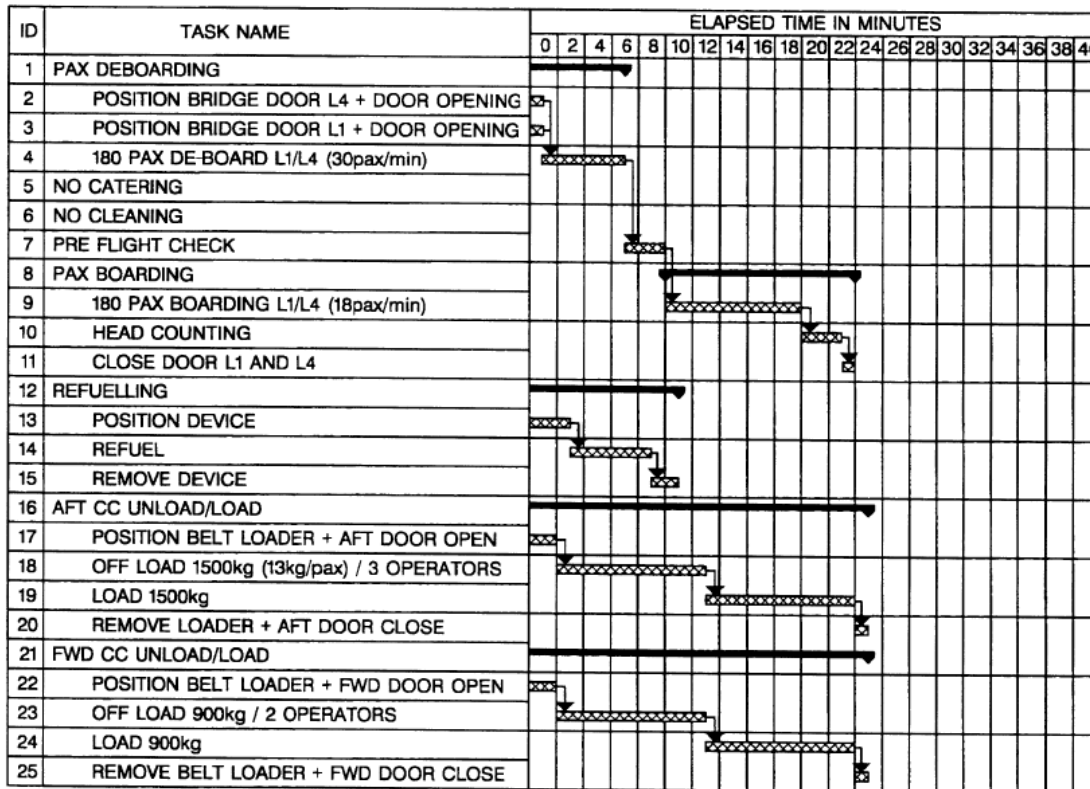 ID TASK NAME ELAPSED TIME IN MINUTES
0 2 4 6 8 10 12 14 16 18 20 22 24 26 28 30 32 34 36 38
1 PAX DEBOARDING
2 POSITION BRIDGE DOOR L4 + DOOR OPENING
3 POSITION BRIDGE DOOR L1 + DOOR OPENING
4 180 PAX DE-BOARD L1/L4 (30pax/min)
5 NO CATERING
6 NO CLEANING
7 PRE FLIGHT CHECK
8 PAX BOARDING
9 180 PAX BOARDING L1/L4 (18pax/min)
10 HEAD COUNTING
11 CLOSE DOOR L1 AND L4
12 REFUELLING
13 POSITION DEVICE
14 REFUEL
15 REMOVE DEVICE
16 AFT CC UNLOAD/LOAD
17 POSITION BELT LOADER + AFT DOOR OPEN
18 OFF LOAD 1500kg (13kg/pax) / 3 OPERATORS
19 LOAD 1500kg
20 REMOVE LOADER + AFT DOOR CLOSE
21 FWD CC UNLOAD/LOAD
22 POSITION BELT LOADER + FWD DOOR OPEN
23 OFF LOAD 900kg / 2 OPERATORS
24 LOAD 900kg
25 REMOVE BELT LOADER + FWD DOOR CLOSE